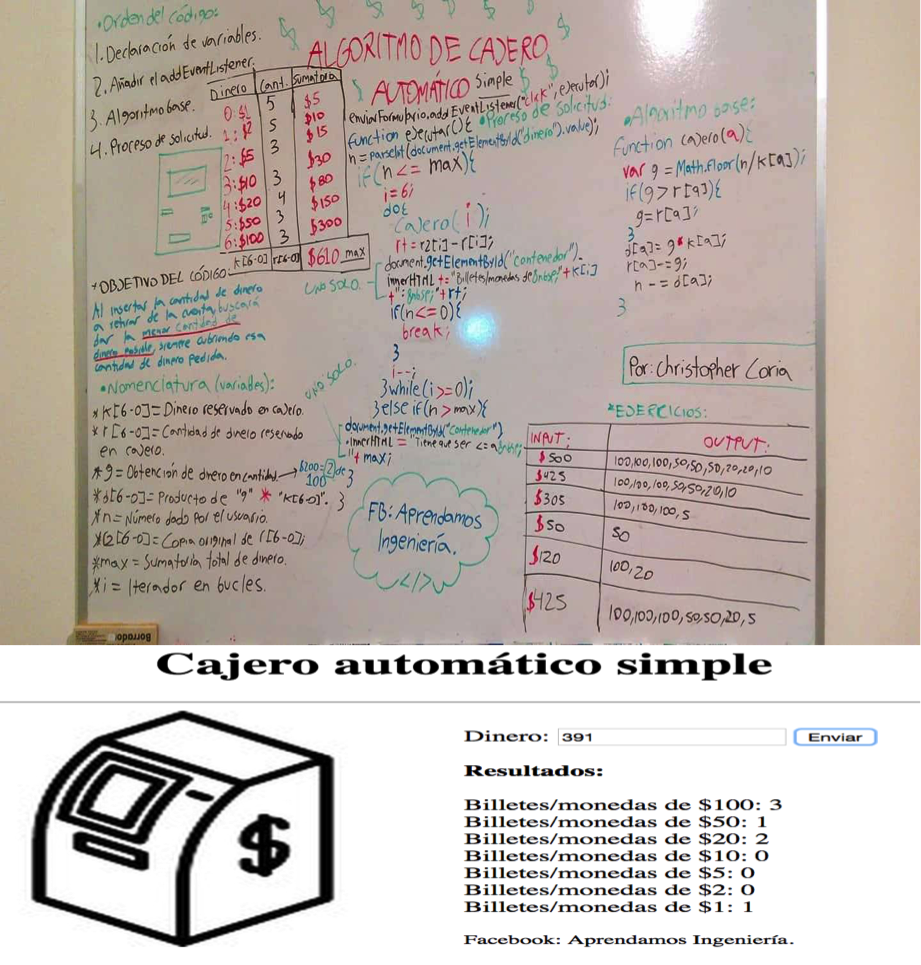 •Orden del código:
1. Declaración de variables.
2. Añadir el addEventListener.
3. Algoritmo base.
4. Proceso de solicitud.
ALGORITMO DE CAJERO
AUTOMÁTICO Simple
Dinero Cant. Sumatoria
0:$1 5 $5
1:$2 5 $10
3 $15
2:$5 $30
3:$10 3 $80
4:$20 4 $150
5:$50 3 $300
6:$100 3
K[6-0] r[6-0] $610 max
*OBJETIVO DEL CÓDIGO:
Al insertar la cantidad de dinero
a retirar de la cuenta, buscará
dar la menor cantidad de
dinero posible, siempre cubriendo esa
cantidad de dinero pedida.
•Nomenclatura (variables):
*K[6-0]= Dinero reservado en cajero.
*r[6-0]= Cantidad de dinero reservado
en cajero.
*g= Obtención de dinero en cantidad. → $200=2 de
100
*d[6-0]= Producto de "g" * "K[6-0]".
*n= Número dado por el usuario.
*r2[6-0]= Copia original de r[6-0];
*max= Sumatoria total de dinero.
*i= Iterador en bucles.
Borrador
enviarFormulario.addEventListener("click", ejecutar);
function ejecutar(){ •Proceso de solicitud:
n=parseInt(document.getElementById("dinero").value);
if(n<=max){
i=6;
do{
cajero(i);
rt=r2[i]-r[i];
UNO SOLO.
document.getElementById("contenedor").
innerHTML+="Billetes/monedas de $&nbsp;"+K[i]
+":&nbsp;"+rt;
if(n<=0){
break;
}
i--;
}while(i>=0);
UNO SOLO.
}else if(n>max){
document.getElementById("contenedor")
.innerHTML="Tiene que ser <= a&nbsp;
"+max;
}
}
FB: Aprendamos
Ingeniería.
</>
•Algoritmo base:
function cajero(a){
var g=Math.floor(n/K[a]);
if(g>r[a]){
g=r[a];
}
d[a]=g*K[a];
r[a]-=g;
n-=d[a];
}
Por: Christopher Coria
*EJERCICIOS:
INPUT: OUTPUT:
$500 100,100,100,50,50,50,20,20,10
$425 100,100,100,50,50,20,10
$305 100,100,100,5
$50 50
$120 100,20
$425 100,100,100,50,50,20,5
Cajero automático simple
$
Dinero: 391 Enviar
Resultados:
Billetes/monedas de $100: 3
Billetes/monedas de $50: 1
Billetes/monedas de $20: 2
Billetes/monedas de $10: 0
Billetes/monedas de $5: 0
Billetes/monedas de $2: 0
Billetes/monedas de $1: 1
Facebook: Aprendamos Ingeniería.